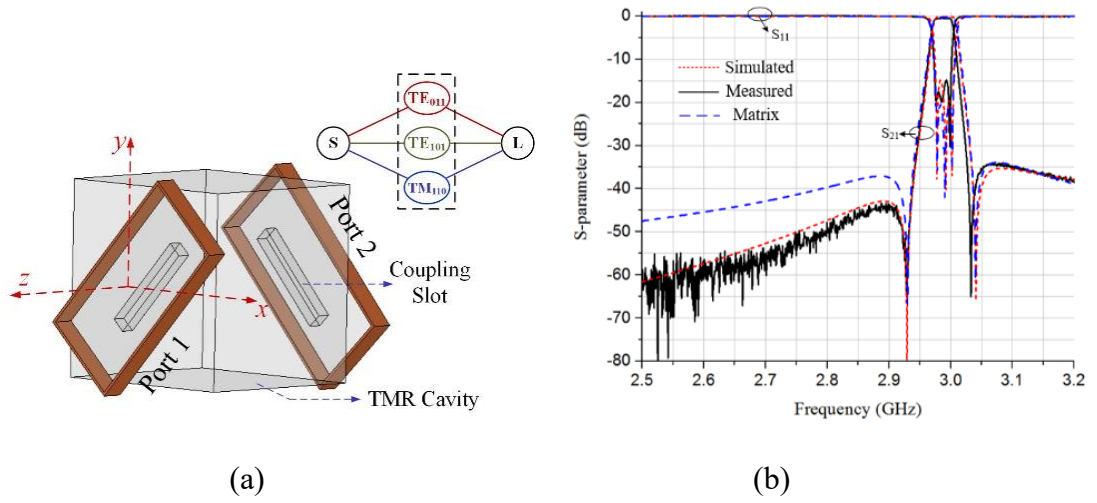 y
z
x
Port 1
Port 2
S
TE011
TE101
TM110
L
Coupling
Slot
TMR Cavity
(a)
S-parameter (dB)
0
-10
-20
-30
-40
-50
-60
-70
-80
S11
Simulated
Measured
Matrix
S21
2.5 2.6 2.7 2.8 2.9 3.0 3.1 3.2
Frequency (GHz)
(b)